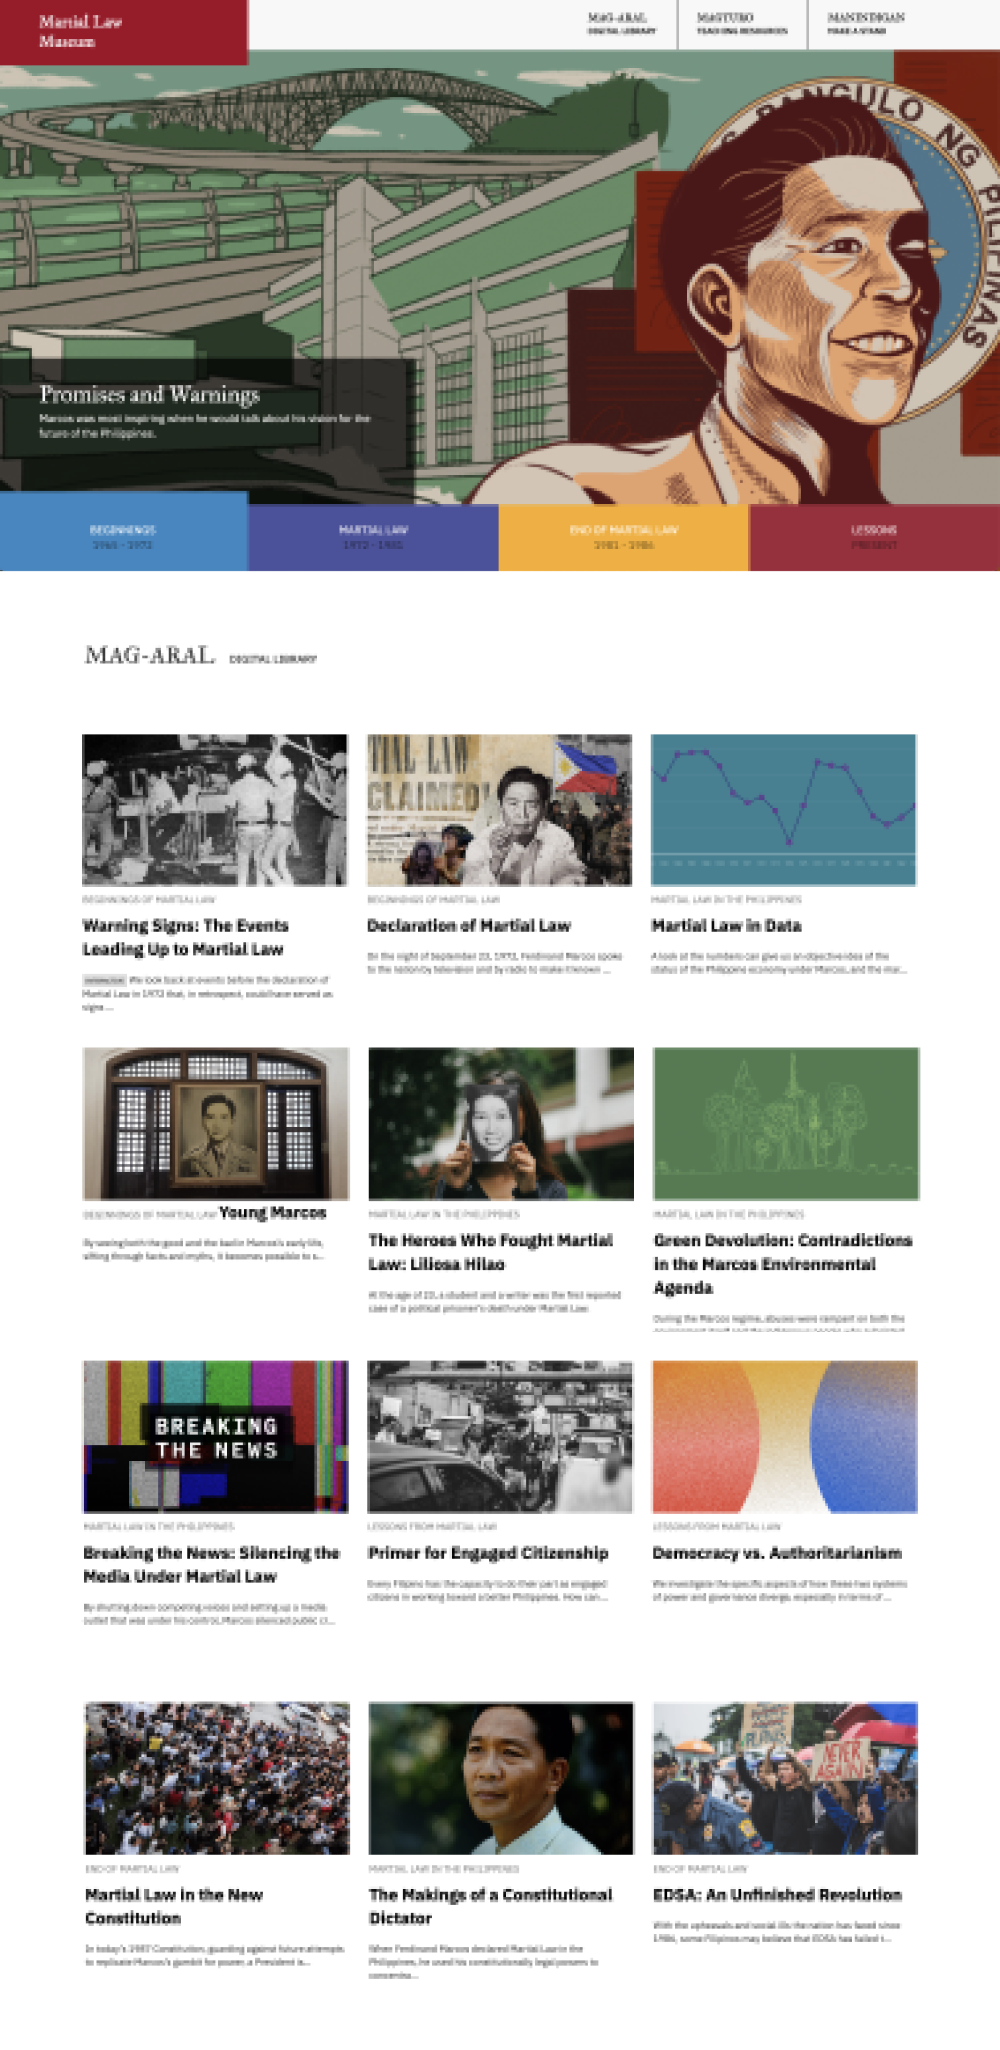 Martial Law
Museum
MAG-ARAL
DIGITAL LIBRARY
MAGTURO
TEACHING RESOURCES
MANINDIGAN
MAKE A STAND
PANGULO NG PILIPINAS
Promises and Warnings
Marcos was most inspiring when he would talk about his vision for the
future of the Philippines.
BEGINNINGS
1965 - 1972
MARTIAL LAW
1972 - 1981
END OF MARTIAL LAW
1981 - 1986
LESSONS
PRESENT
MAG-ARAL DIGITAL LIBRARY
TIAL LAW
CLAIMED!
BEGINNINGS OF MARTIAL LAW
Warning Signs: The Events
Leading Up to Martial Law
We look back at events before the declaration of
Martial Law in 1972 that, in retrospect, could have served as
signs ...
BEGINNINGS OF MARTIAL LAW
Declaration of Martial Law
On the night of September 23, 1972, Ferdinand Marcos spoke
to the nation by television and by radio to make known ...
MARTIAL LAW IN THE PHILIPPINES
Martial Law in Data
A look at the numbers can give us an objective idea of the
status of the Philippine economy under Marcos, and the mar...
BEGINNINGS OF MARTIAL LAW Young Marcos
By seeing both the good and the bad in Marcos's early life,
sifting through facts and myths, it becomes possible to s...
MARTIAL LAW IN THE PHILIPPINES
The Heroes Who Fought Martial
Law: Liliosa Hilao
At the age of 23, a student and a writer was the first reported
case of a political prisoner's death under Martial Law.
MARTIAL LAW IN THE PHILIPPINES
Green Devolution: Contradictions
in the Marcos Environmental
Agenda
During the Marcos regime, abuses were rampant on both the
BREAKING
THE NEWS
MARTIAL LAW IN THE PHILIPPINES
Breaking the News: Silencing the
Media Under Martial Law
By shutting down competing voices and setting up a media
outlet that was under his control, Marcos silenced public cr...
LESSONS FROM MARTIAL LAW
Primer for Engaged Citizenship
Every Filipino has the capacity to do their part as engaged
citizens in working toward a better Philippines. How can ...
LESSONS FROM MARTIAL LAW
Democracy vs. Authoritarianism
We investigate the specific aspects of how these two systems
of power and governance diverge, especially in terms of ...
NEVER
AGAIN
END OF MARTIAL LAW
Martial Law in the New
Constitution
In today's 1987 Constitution, guarding against future attempts
to replicate Marcos's gambit for power, a President is...
MARTIAL LAW IN THE PHILIPPINES
The Makings of a Constitutional
Dictator
When Ferdinand Marcos declared Martial Law in the
Philippines, he used his constitutionally legal powers to
END OF MARTIAL LAW
EDSA: An Unfinished Revolution
With the upheavals and social ills the nation has faced since
1986, some Filipinos may believe that EDSA has failed t...